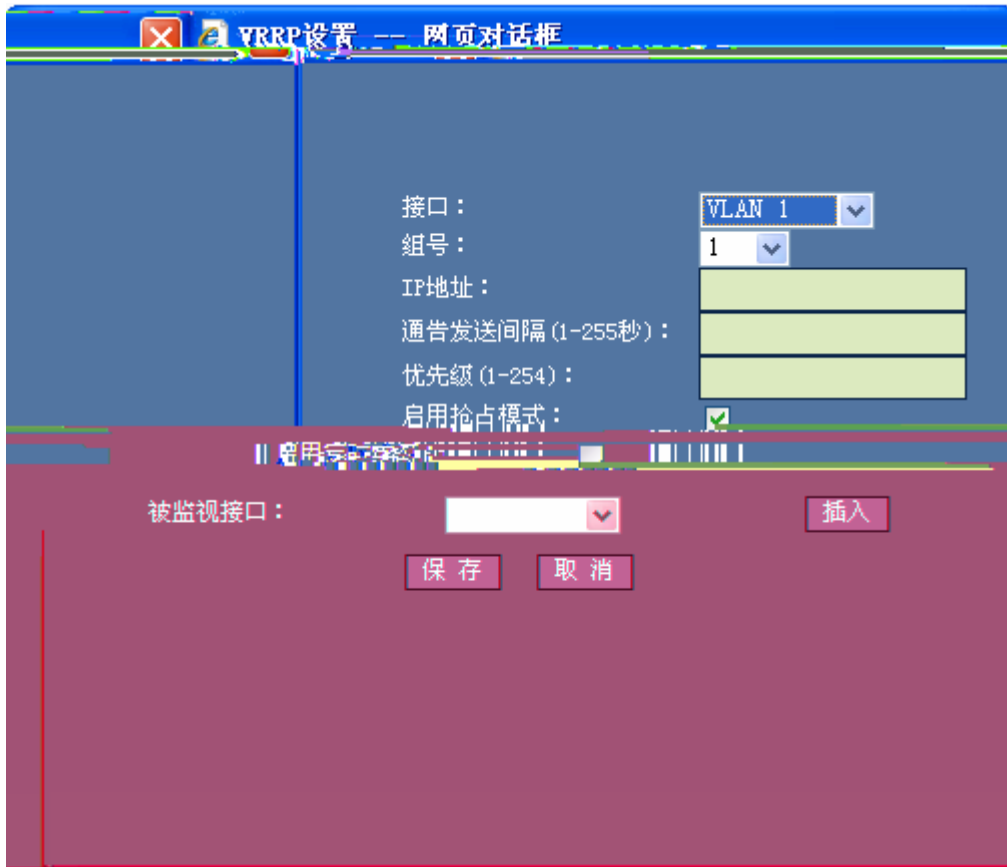 VRRP设置 -- 网页对话框
接口： VLAN 1
组号： 1
IP地址：
通告发送间隔(1-255秒)：
优先级(1-254)：
启用抢占模式：
启用
被监视接口： 插入
保存 取消